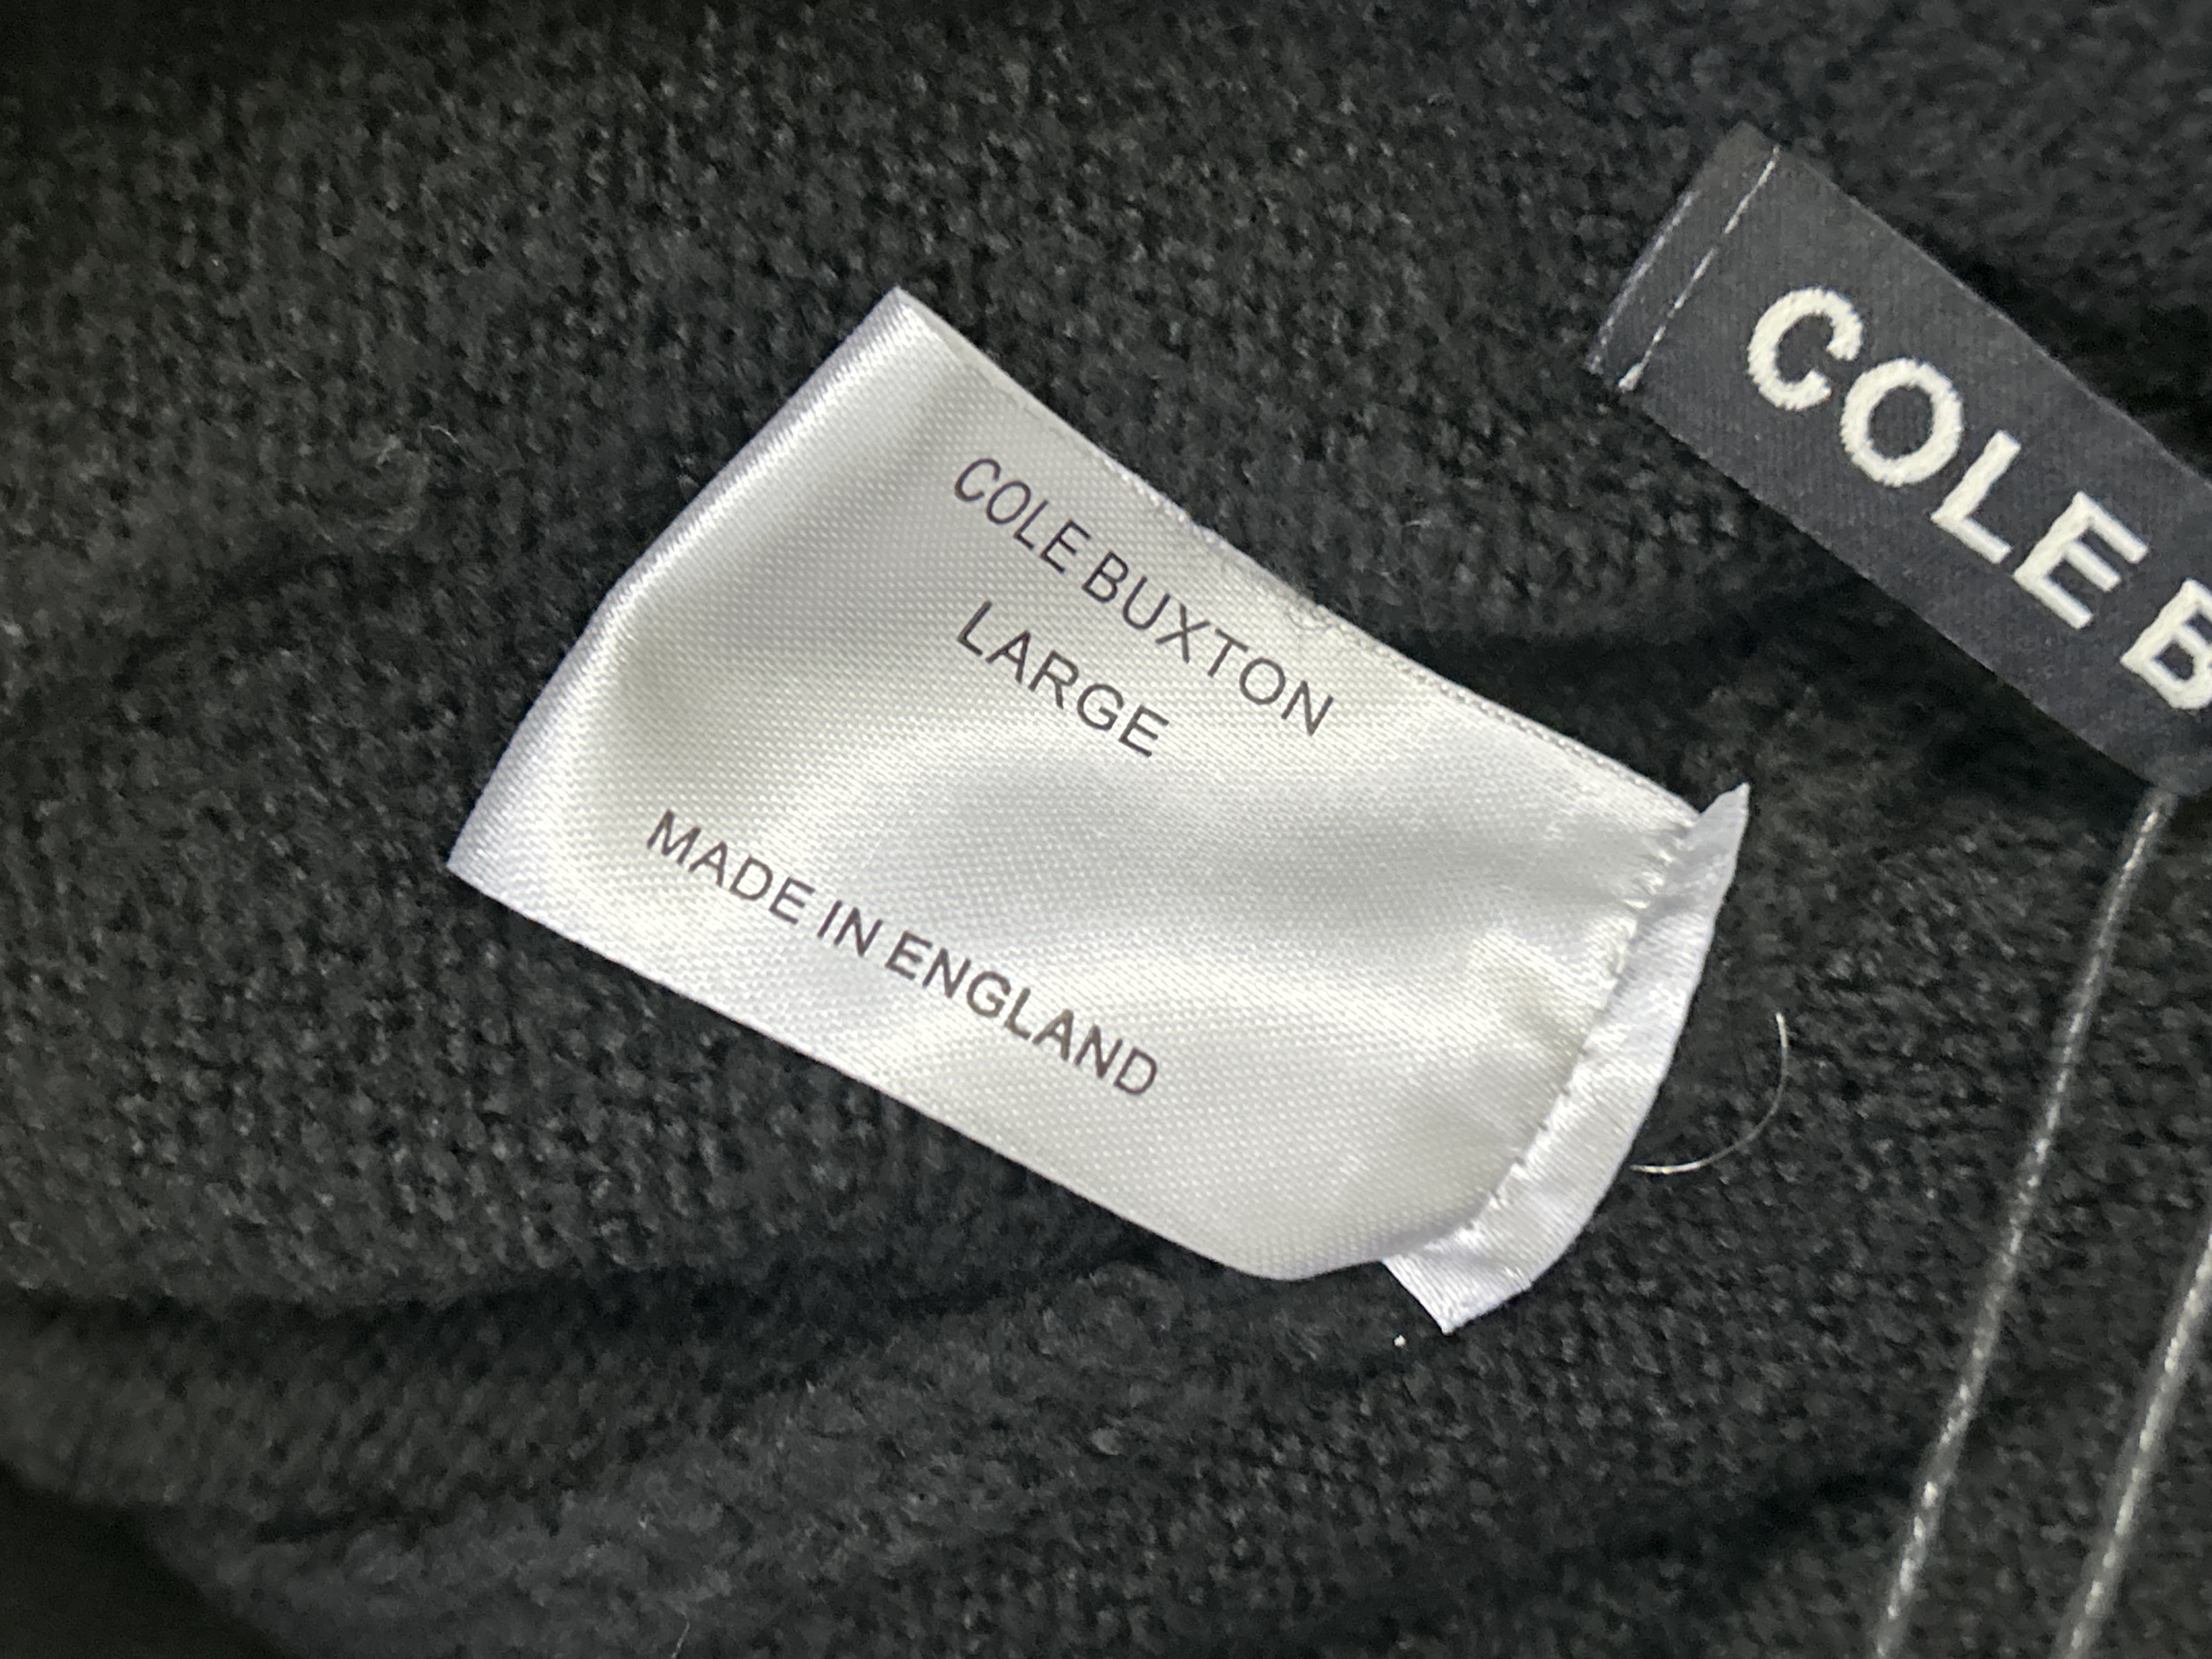 COLE BUXTON
LARGE
MADE IN ENGLAND
COLE B